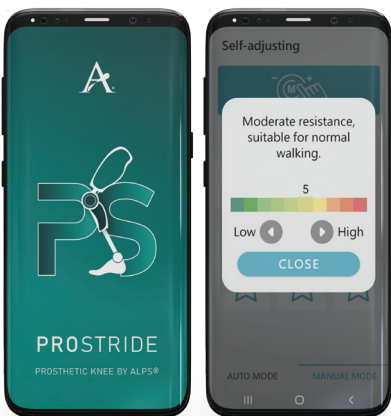 A
PS
PROSTRIDE
PROSTHETIC KNEE BY ALPS®
Self-adjusting
M
Moderate resistance,
suitable for normal
walking.
5
Low
High
CLOSE
AUTO MODE
MANUAL MODE